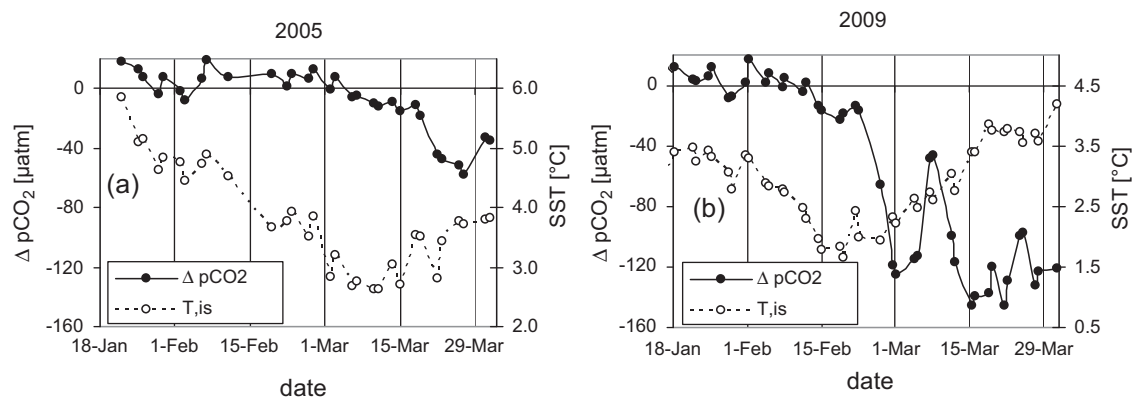 2005
0
-40
-80
-120
-160
Δ pCO2 [µatm]
(a)
Δ pCO2
T,is
6.0
5.0
4.0
3.0
2.0
SST [°C]
18-Jan 1-Feb 15-Feb 1-Mar 15-Mar 29-Mar
date
2009
0
-40
-80
-120
-160
Δ pCO2 [µatm]
(b)
Δ pCO2
T,is
4.5
3.5
2.5
1.5
0.5
SST [°C]
18-Jan 1-Feb 15-Feb 1-Mar 15-Mar 29-Mar
date